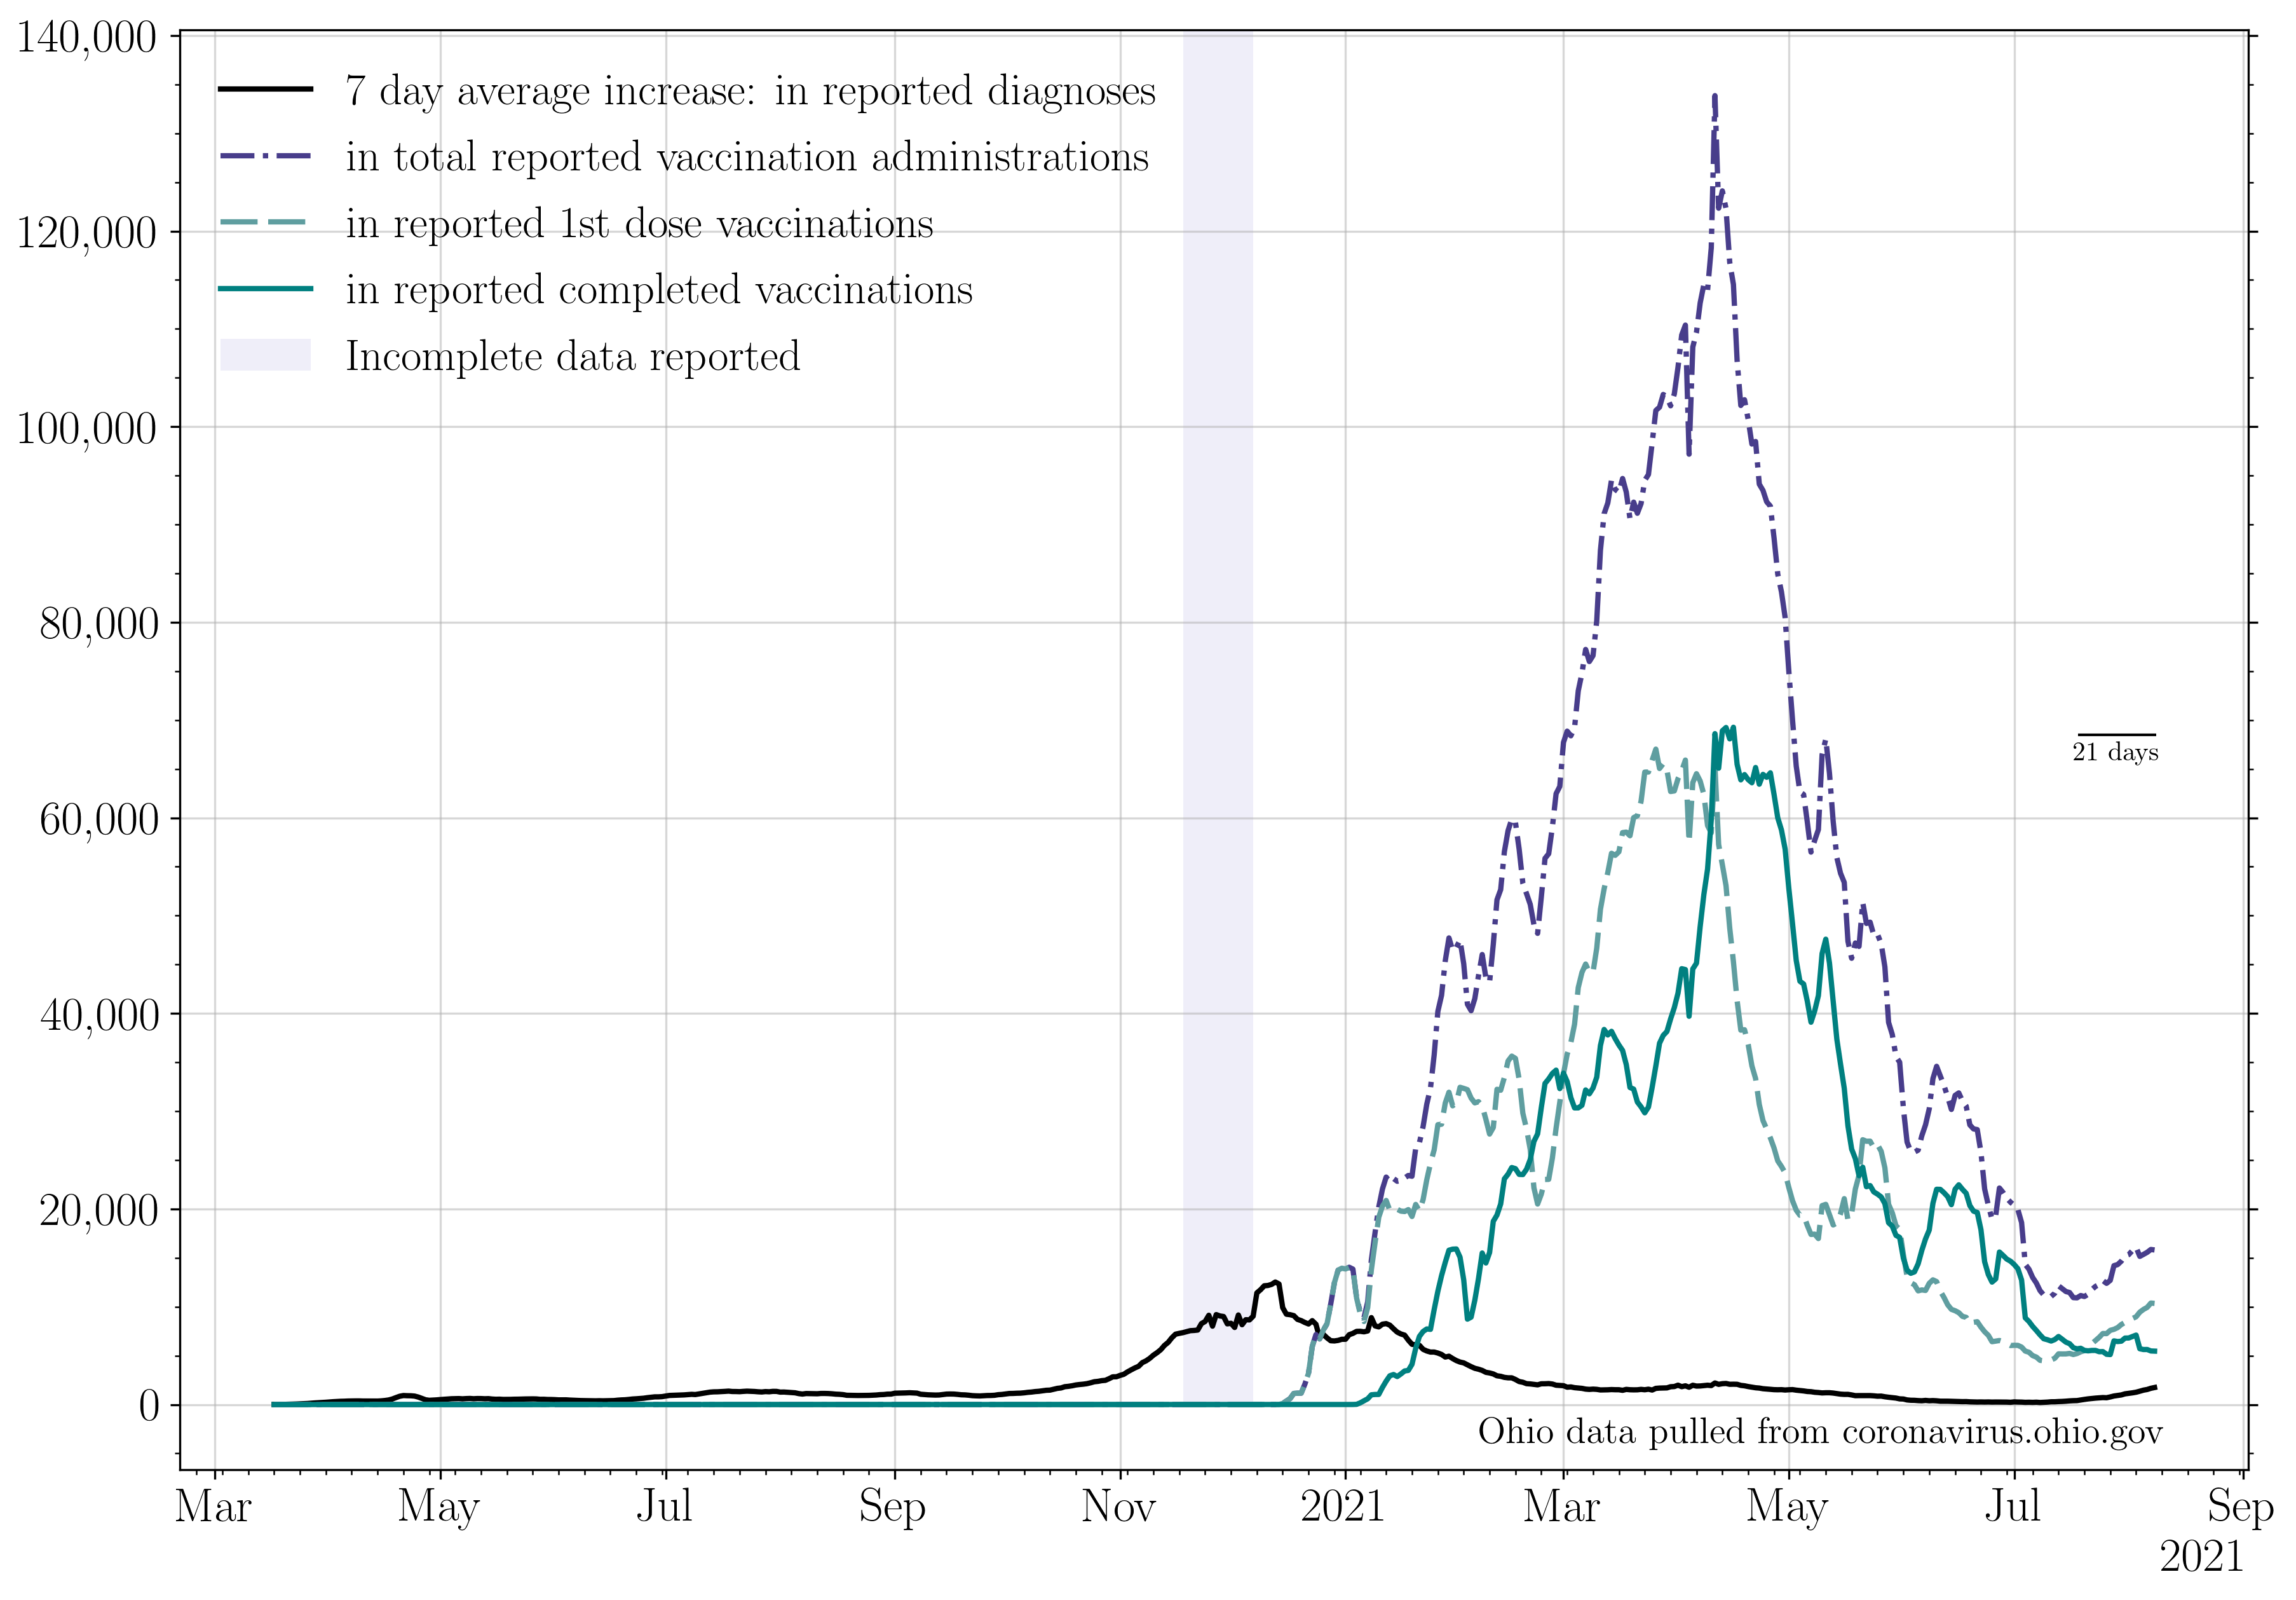 140,000
120,000
100,000
80,000
60,000
40,000
20,000
0
7 day average increase: in reported diagnoses
in total reported vaccination administrations
in reported 1st dose vaccinations
in reported completed vaccinations
Incomplete data reported
21 days
Ohio data pulled from coronavirus.ohio.gov
Mar May Jul Sep Nov 2021 Mar May Jul Sep
2021